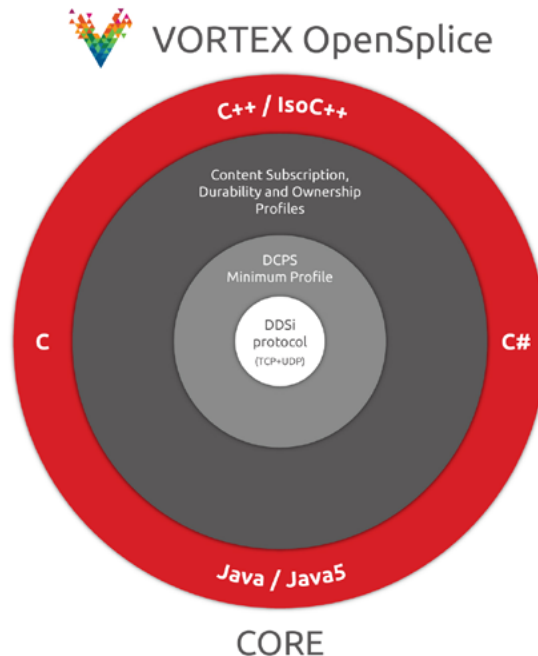 VORTEX OpenSplice
C++ / IsoC++
Content Subscription,
Durability and Ownership
Profiles
DCPS
Minimum Profile
DDSi
protocol
(TCP+UDP)
C
C#
Java / Java5
CORE